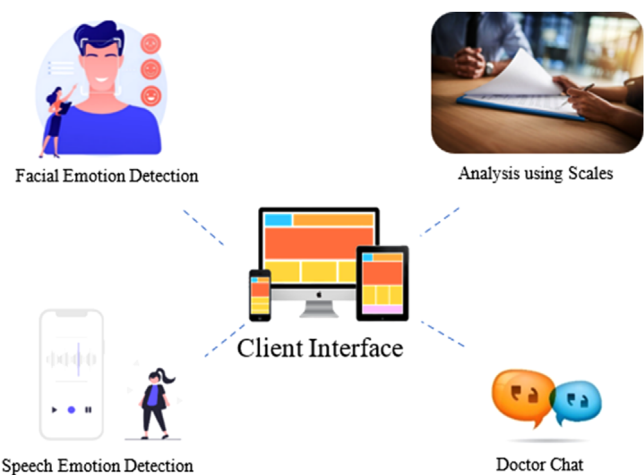 Facial Emotion Detection
Analysis using Scales
Client Interface
Speech Emotion Detection
Doctor Chat